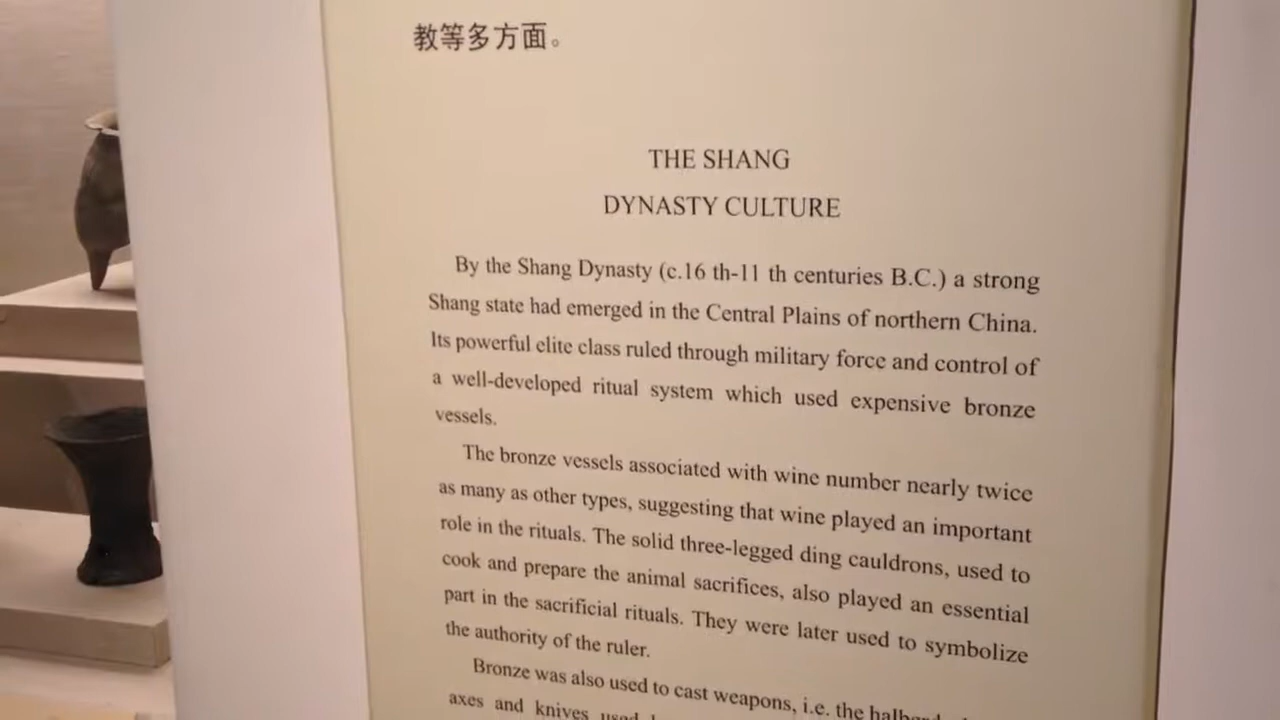 教等多方面。
THE SHANG
DYNASTY CULTURE
By the Shang Dynasty (c.16 th-11 th centuries B.C.) a strong
Shang state had emerged in the Central Plains of northern China.
Its powerful elite class ruled through military force and control of
a well-developed ritual system which used expensive bronze
vessels.
The bronze vessels associated with wine number nearly twice
as many as other types, suggesting that wine played an important
role in the rituals. The solid three-legged ding cauldrons, used to
cook and prepare the animal sacrifices, also played an essential
part in the sacrificial rituals. They were later used to symbolize
the authority of the ruler.
Bronze was also used to cast weapons, i.e. the
axes and knives used